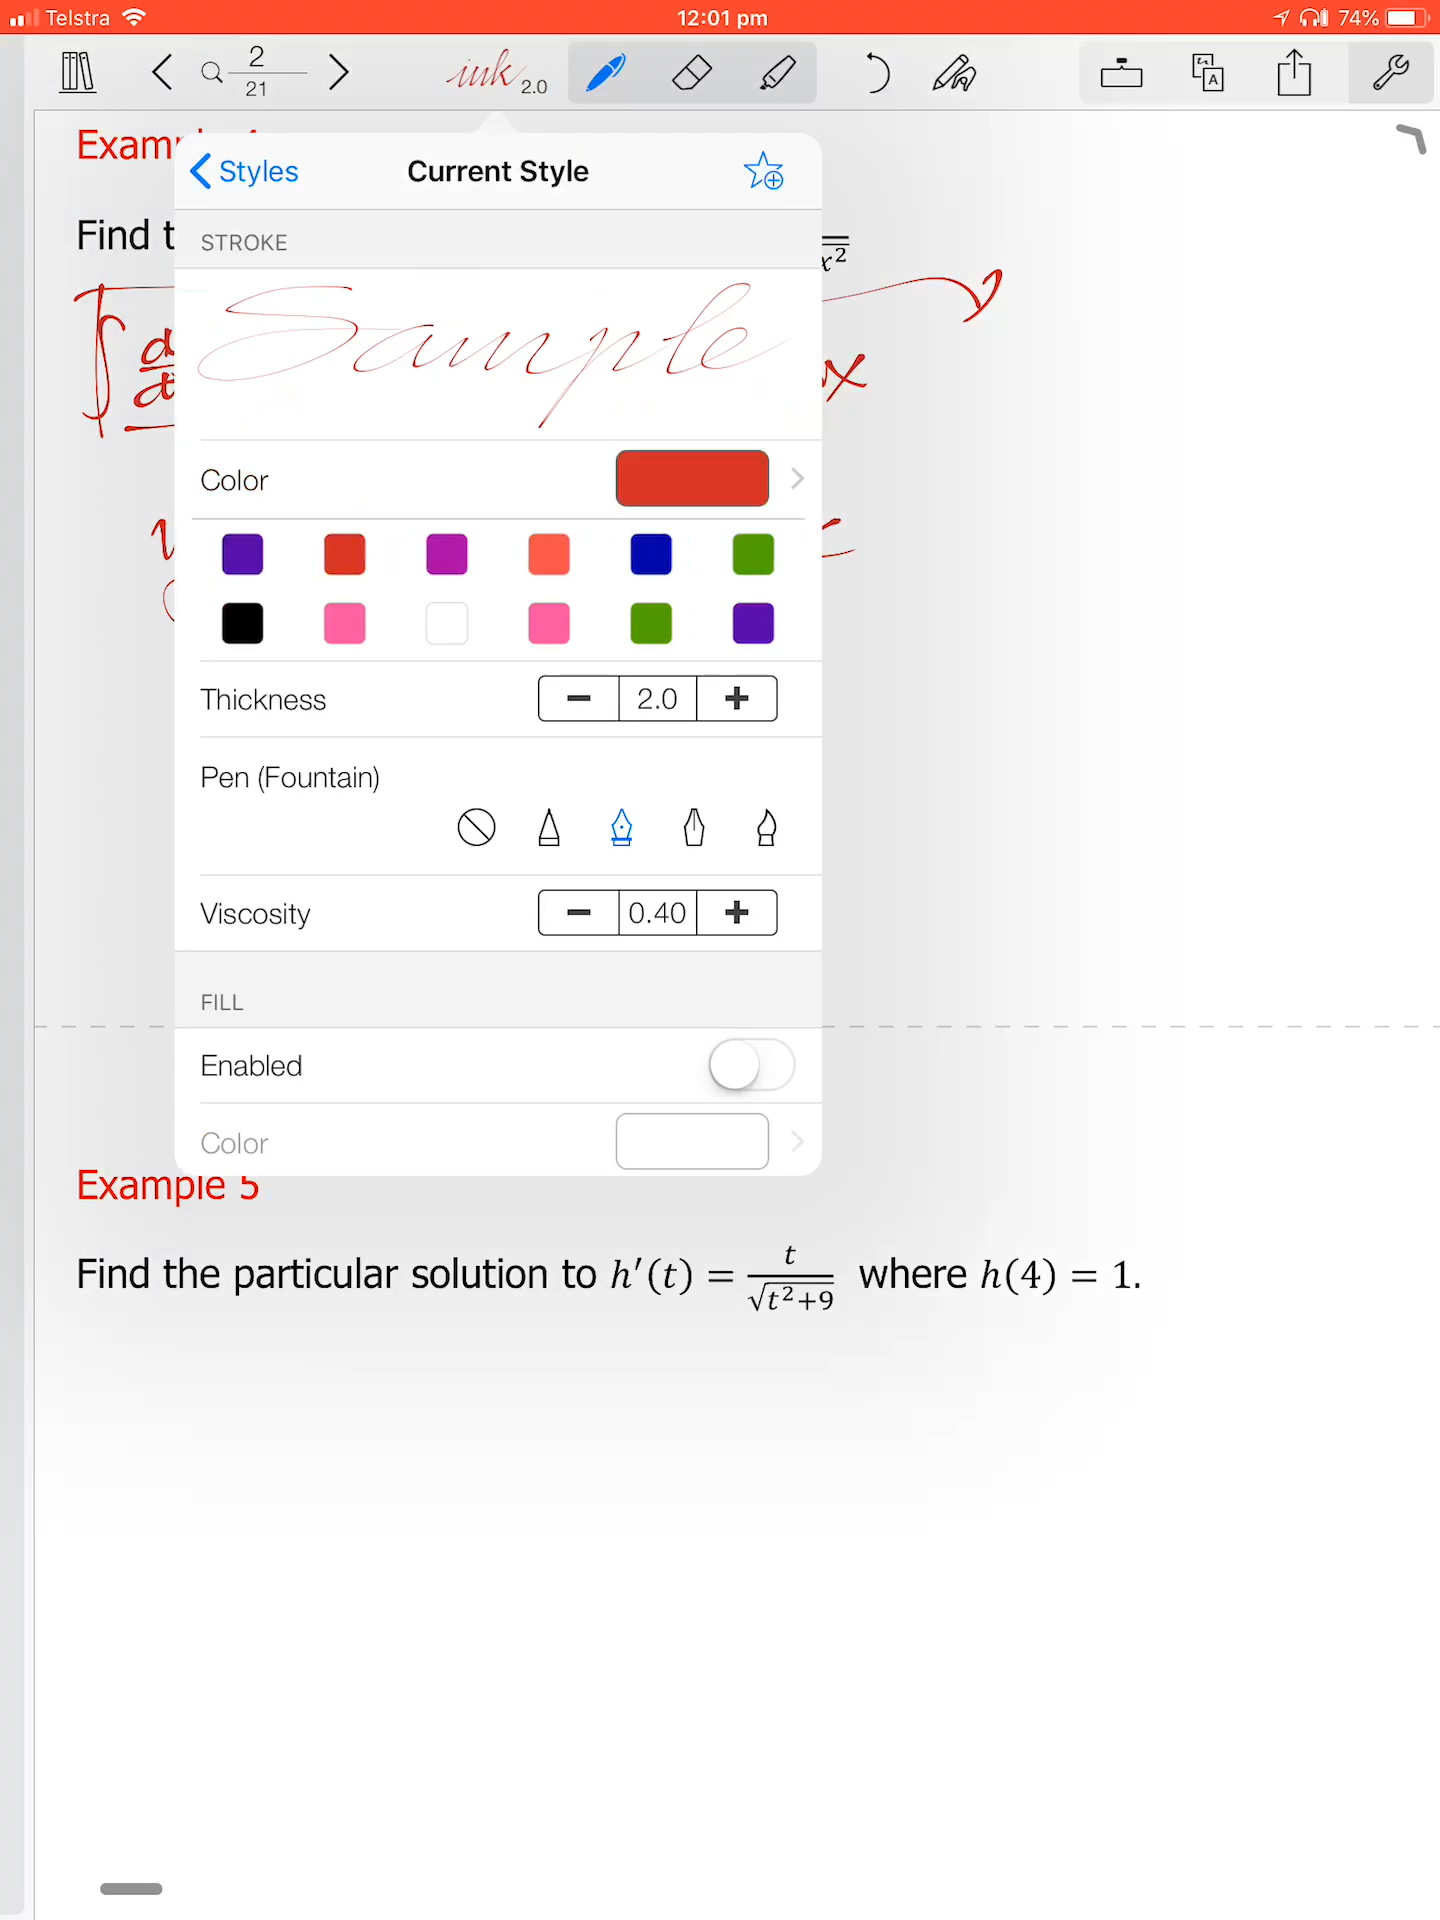 Telstra 12:01 pm 74%
2
21
ink 2.0
A
Exam
Styles Current Style
Find t
STROKE
x²
Sample
x
Color
Thickness - 2.0 +
Pen (Fountain)
Viscosity - 0.40 +
FILL
Enabled
Color
Example 5
Find the particular solution to h′(t) = t/√t²+9 where h(4) = 1.